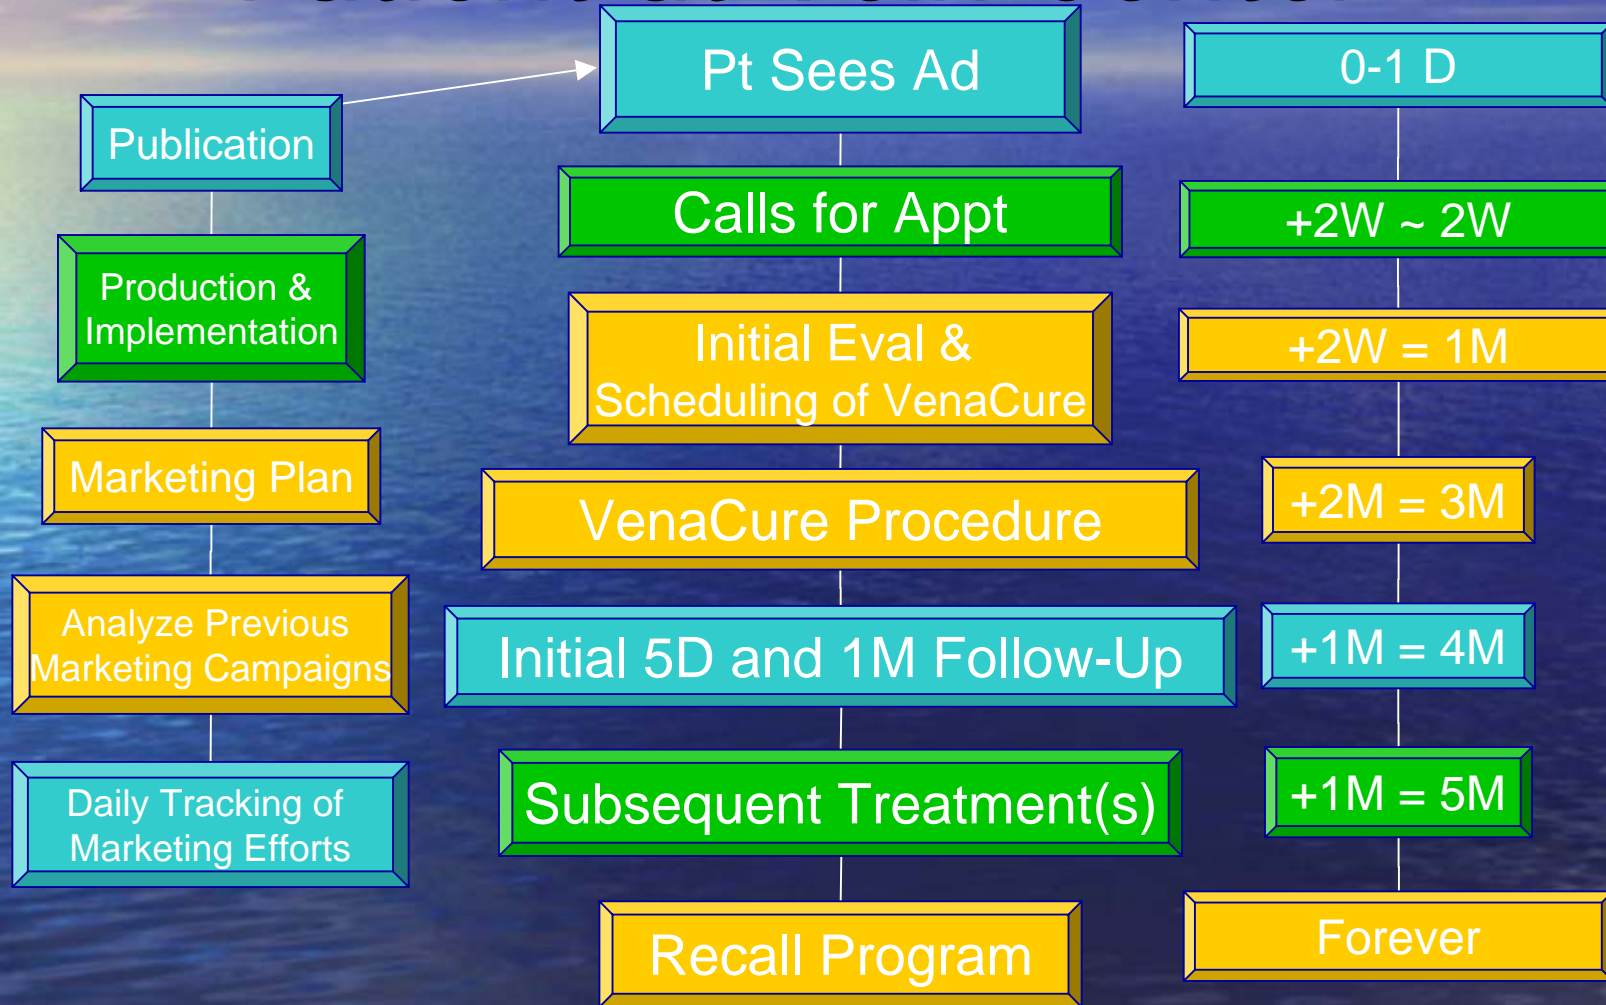 Publication
Production &
Implementation
Marketing Plan
Analyze Previous
Marketing Campaigns
Daily Tracking of
Marketing Efforts
Pt Sees Ad
Calls for Appt
Initial Eval &
Scheduling of VenaCure
VenaCure Procedure
Initial 5D and 1M Follow-Up
Subsequent Treatment(s)
Recall Program
0-1 D
+2W ~ 2W
+2W = 1M
+2M = 3M
+1M = 4M
+1M = 5M
Forever